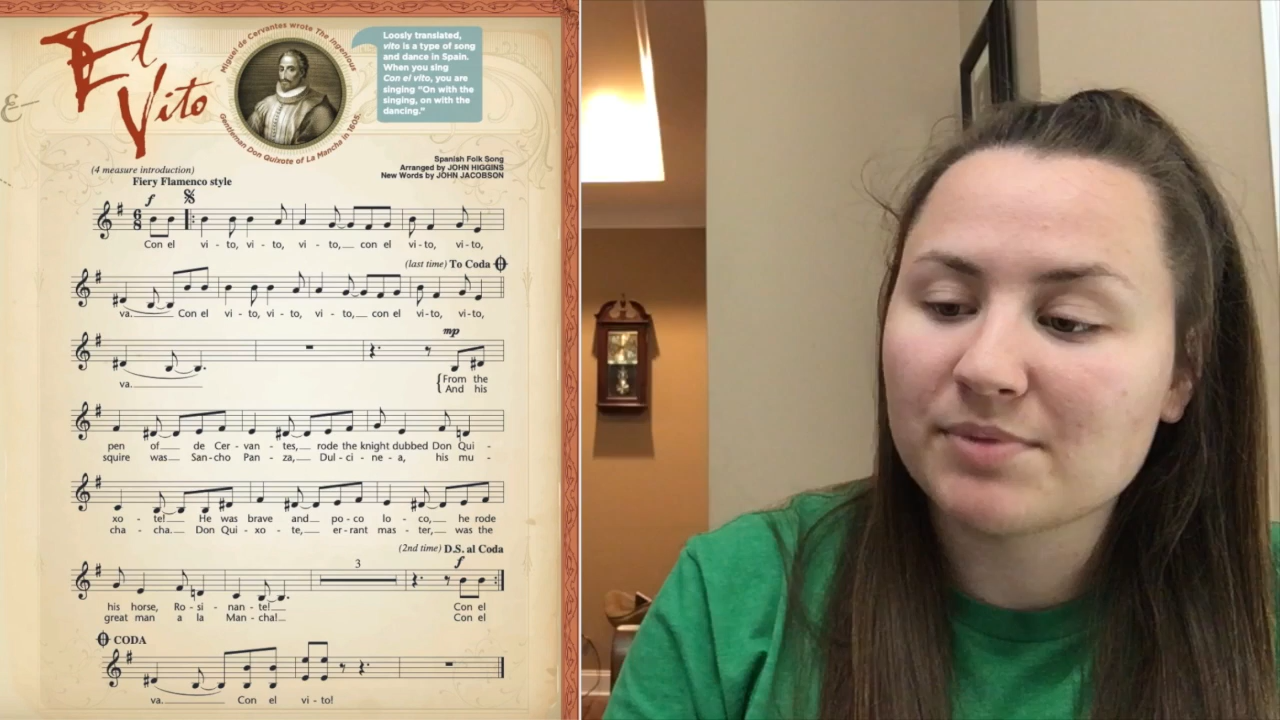 El
Vito
Miguel de Cervantes wrote The Ingenious
Gentleman Don Quixote of La Mancha in 1605.
Loosly translated,
vito is a type of song
and dance in Spain.
When you sing
Con el vito, you are
singing "On with the
singing, on with the
dancing."
Spanish Folk Song
Arranged by JOHN HIGGINS
New Words by JOHN JACOBSON
(4 measure introduction)
Fiery Flamenco style
f
6
8
Con el vi - to, vi - to, vi - to, con el vi - to, vi - to,
(last time) To Coda
va. Con el vi - to, vi - to, vi - to, con el vi - to, vi - to,
mp
va. From the
And his
pen of de Cer - van - tes, rode the knight dubbed Don Qui -
squire was San - cho Pan - za, Dul - ci - ne - a, his mu -
xo - te! He was brave and po - co lo - co, he rode
cha - cha. Don Qui - xo - te, er - rant mas - ter, was the
(2nd time) D.S. al Coda
3
f
his horse, Ro - si - nan - te! Con el
great man a la Man - cha! Con el
CODA
va. Con el vi - to!